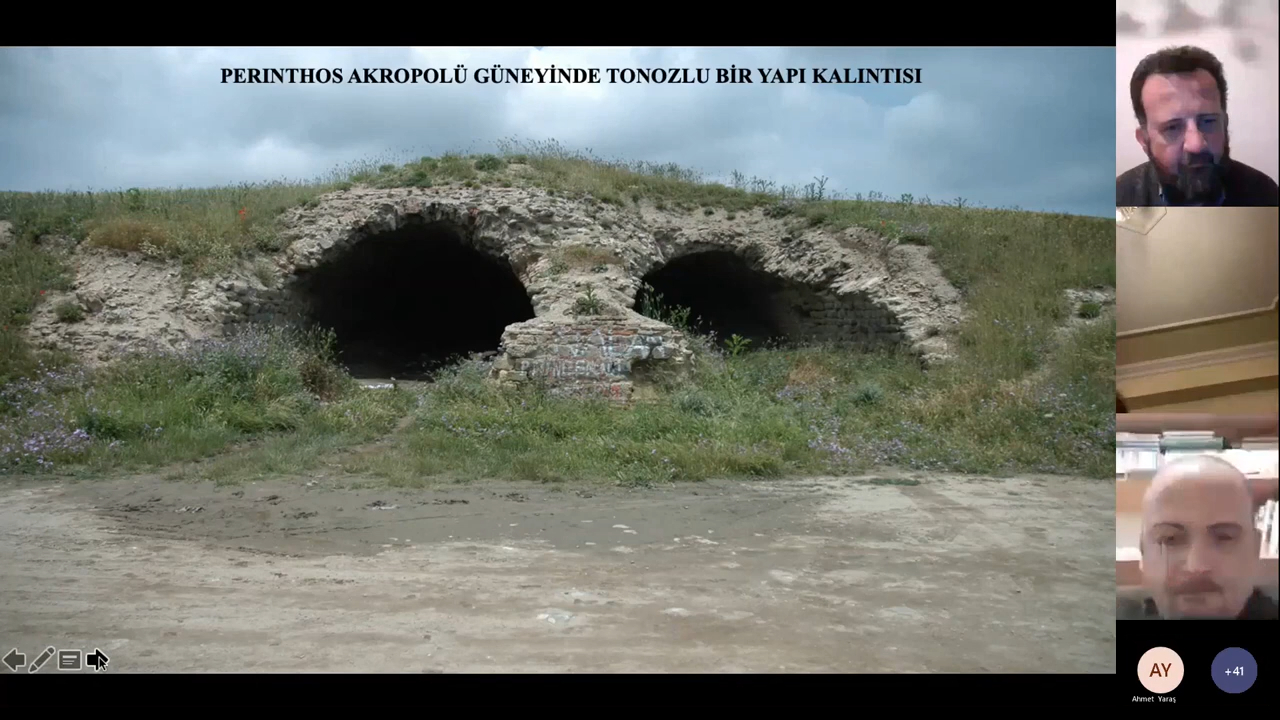 PERINTHOS AKROPOLÜ GÜNEYİNDE TONOZLU BİR YAPI KALINTISI
AY
+41
Ahmet Yaraş